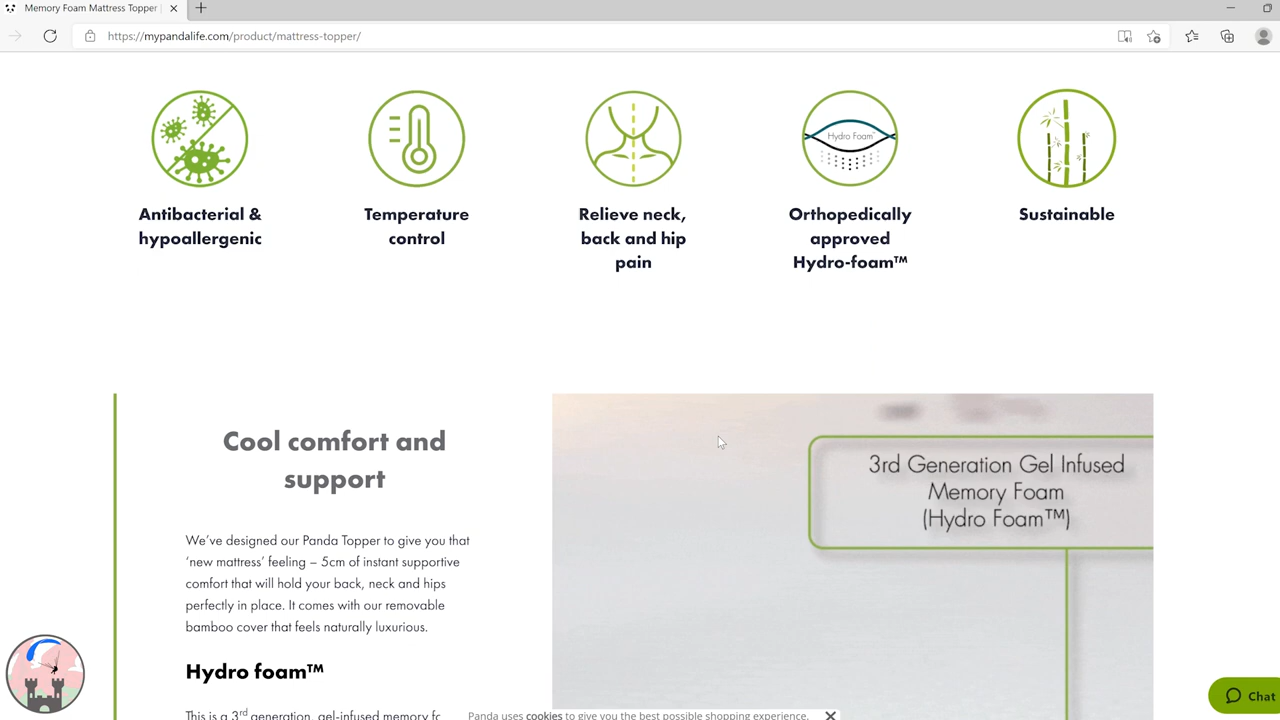 Memory Foam Mattress Topper
https://mypandalife.com/product/mattress-topper/
Hydro Foam™
Antibacterial &
hypoallergenic
Temperature
control
Relieve neck,
back and hip
pain
Orthopedically
approved
Hydro-foam™
Sustainable
Cool comfort and
support
We've designed our Panda Topper to give you that
'new mattress' feeling – 5cm of instant supportive
comfort that will hold your back, neck and hips
perfectly in place. It comes with our removable
bamboo cover that feels naturally luxurious.
Hydro foam™
This is a 3rd generation, gel-infused memory fo
3rd Generation Gel Infused
Memory Foam
(Hydro Foam™)
Panda uses cookies to give you the best possible shopping experience.
Chat